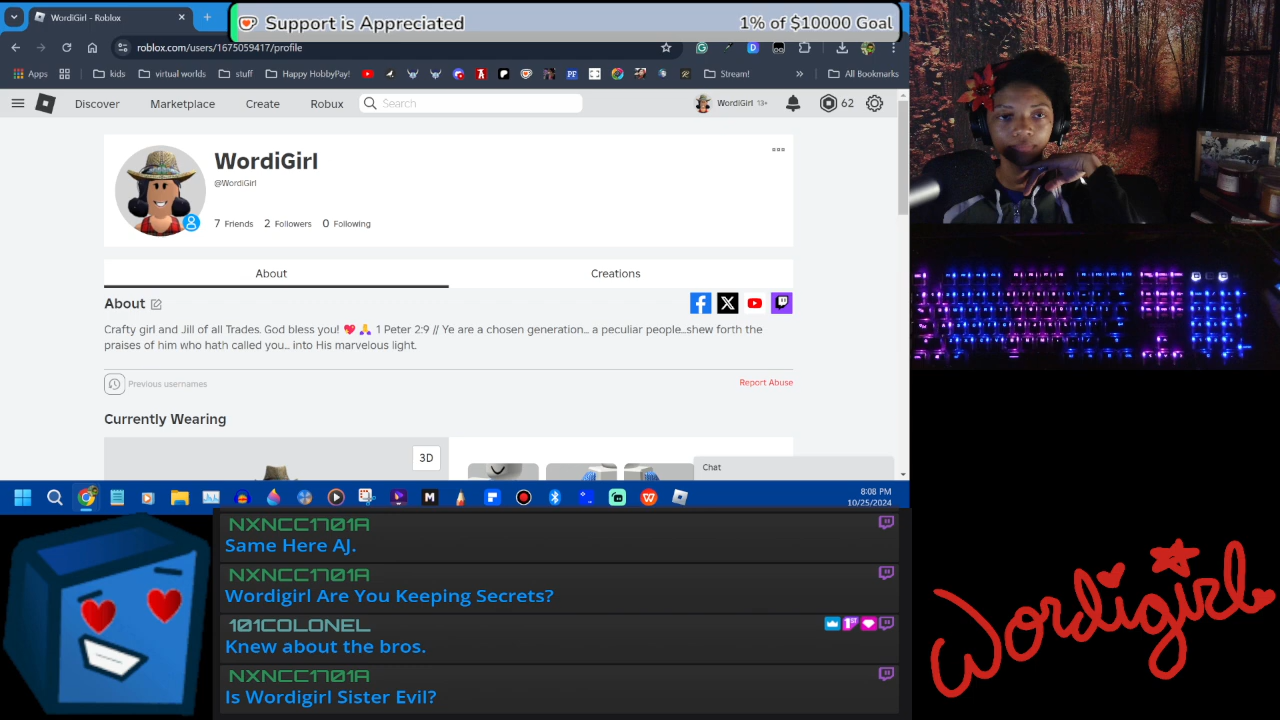 WordiGirl - Roblox
Support is Appreciated
1% of $10000 Goal
roblox.com/users/1675059417/profile
Apps
kids
virtual worlds
stuff
Happy HobbyPay!
Stream!
All Bookmarks
Discover
Marketplace
Create
Robux
Search
WordiGirl 13+
62
WordiGirl
@WordiGirl
7 Friends 2 Followers 0 Following
About
Creations
About
Crafty girl and Jill of all Trades. God bless you! 💖 🙏 1 Peter 2:9 // Ye are a chosen generation... a peculiar people...shew forth the
praises of him who hath called you... into His marvelous light.
Previous usernames
Report Abuse
Currently Wearing
3D
Chat
8:08 PM
10/25/2024
NXNCC1701A
Same Here AJ.
NXNCC1701A
Wordigirl Are You Keeping Secrets?
101COLONEL
Knew about the bros.
NXNCC1701A
Is Wordigirl Sister Evil?
Wordigirl